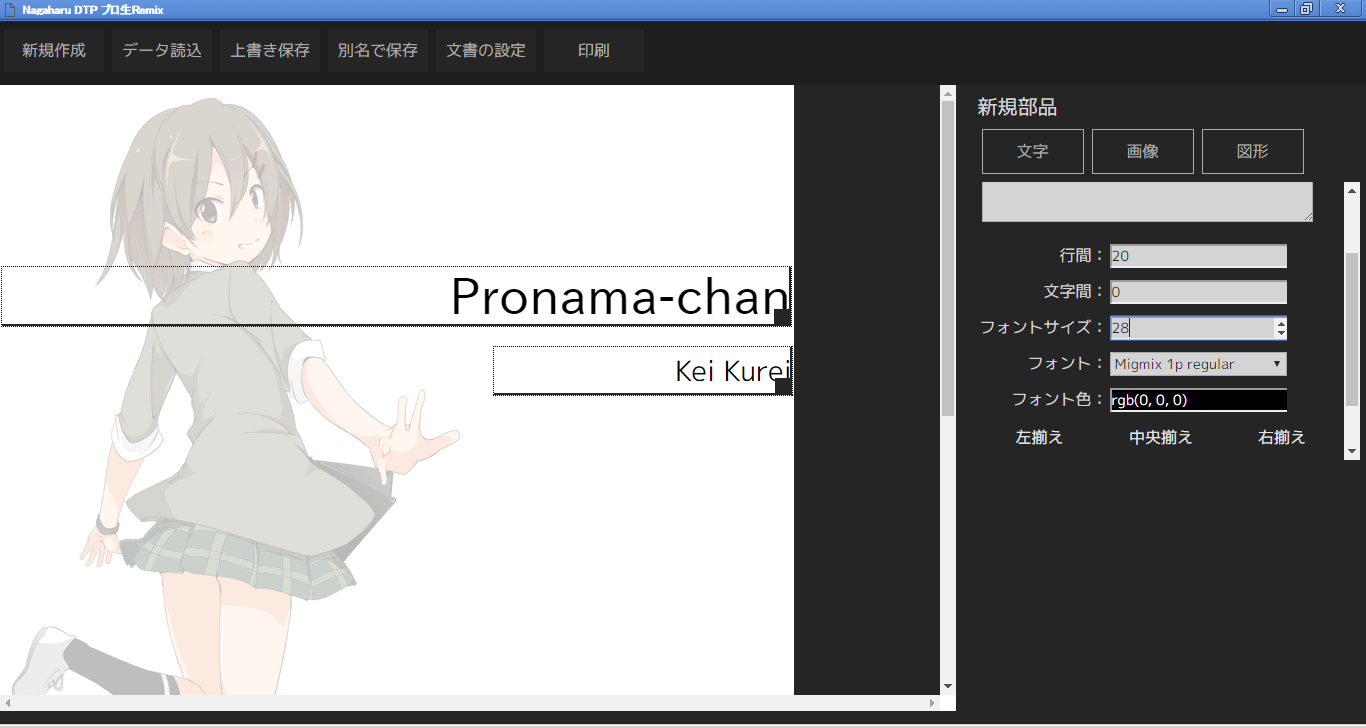 Nagaharu DTP プロ生Remix
新規作成 データ読込 上書き保存 別名で保存 文書の設定 印刷
新規部品
文字 画像 図形
行間： 20
文字間： 0
フォントサイズ： 28
フォント： Migmix 1p regular
フォント色： rgb(0, 0, 0)
左揃え 中央揃え 右揃え
Pronama-chan
Kei Kurei